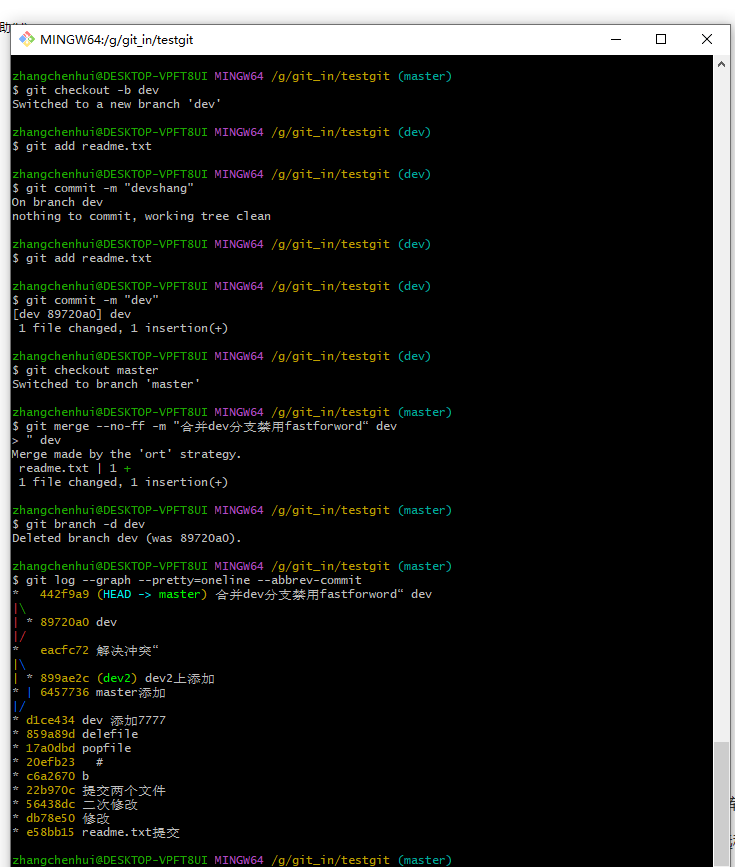 助
MINGW64:/g/git_in/testgit
zhangchenhui@DESKTOP-VPFT8UI MINGW64 /g/git_in/testgit (master)
$ git checkout -b dev
Switched to a new branch 'dev'
zhangchenhui@DESKTOP-VPFT8UI MINGW64 /g/git_in/testgit (dev)
$ git add readme.txt
zhangchenhui@DESKTOP-VPFT8UI MINGW64 /g/git_in/testgit (dev)
$ git commit -m "devshang"
On branch dev
nothing to commit, working tree clean
zhangchenhui@DESKTOP-VPFT8UI MINGW64 /g/git_in/testgit (dev)
$ git add readme.txt
zhangchenhui@DESKTOP-VPFT8UI MINGW64 /g/git_in/testgit (dev)
$ git commit -m "dev"
[dev 89720a0] dev
 1 file changed, 1 insertion(+)
zhangchenhui@DESKTOP-VPFT8UI MINGW64 /g/git_in/testgit (dev)
$ git checkout master
Switched to branch 'master'
zhangchenhui@DESKTOP-VPFT8UI MINGW64 /g/git_in/testgit (master)
$ git merge --no-ff -m "合并dev分支禁用fastforword“ dev
> " dev
Merge made by the 'ort' strategy.
 readme.txt | 1 +
 1 file changed, 1 insertion(+)
zhangchenhui@DESKTOP-VPFT8UI MINGW64 /g/git_in/testgit (master)
$ git branch -d dev
Deleted branch dev (was 89720a0).
zhangchenhui@DESKTOP-VPFT8UI MINGW64 /g/git_in/testgit (master)
$ git log --graph --pretty=oneline --abbrev-commit
*   442f9a9 (HEAD -> master) 合并dev分支禁用fastforword“ dev
|\
| * 89720a0 dev
|/
*   eacfc72 解决冲突“
|\
| * 899ae2c (dev2) dev2上添加
* | 6457736 master添加
|/
* d1ce434 dev 添加7777
* 859a89d delefile
* 17a0dbd popfile
* 20efb23   #
* c6a2670 b
* 22b970c 提交两个文件
* 56438dc 二次修改
* db78e50 修改
* e58bb15 readme.txt提交
zhangchenhui@DESKTOP-VPFT8UI MINGW64 /g/git_in/testgit (master)